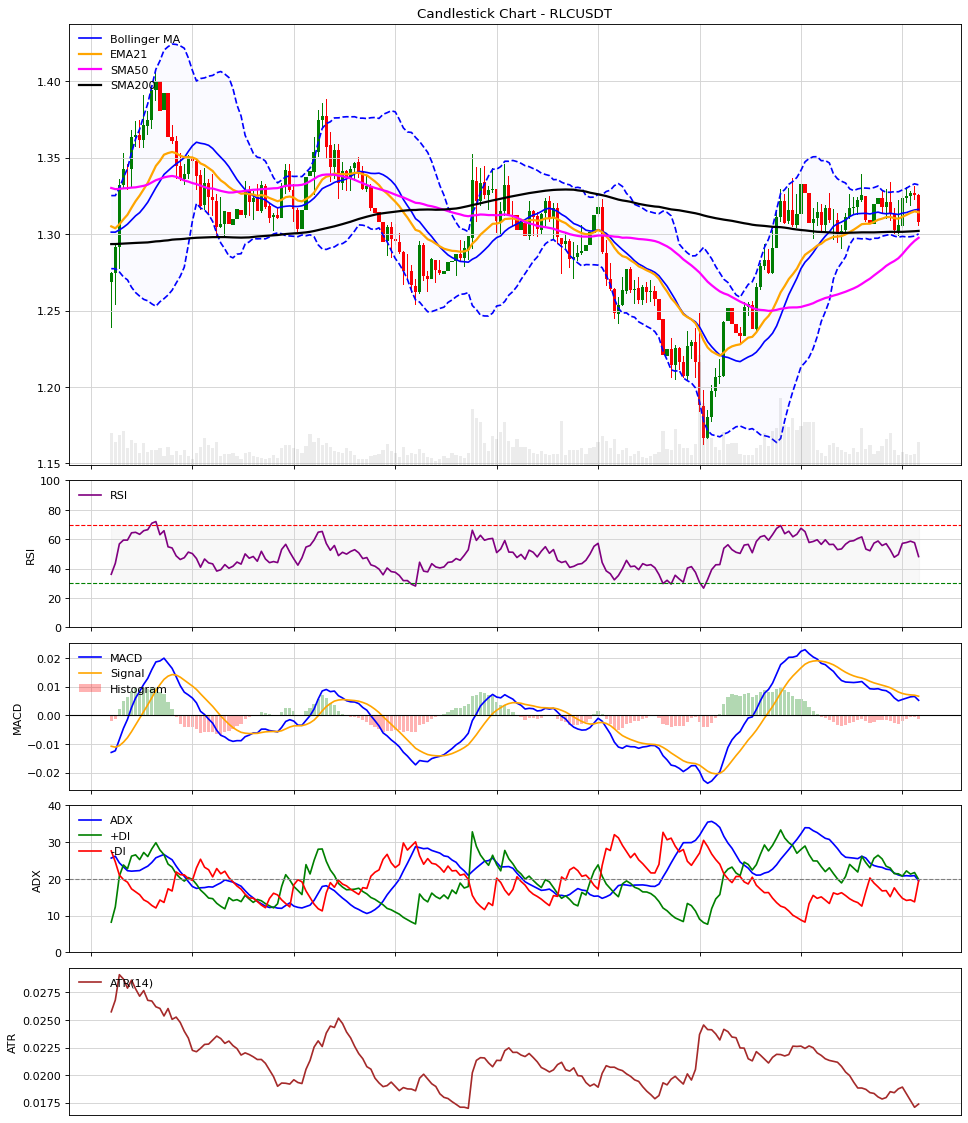 Candlestick Chart - RLCUSDT
Bollinger MA
EMA21
SMA50
SMA200
1.40
1.35
1.30
1.25
1.20
1.15
RSI
RSI
100
80
60
40
20
0
MACD
Signal
Histogram
MACD
0.02
0.01
0.00
−0.01
−0.02
ADX
+DI
-DI
ADX
40
30
20
10
0
ATR(14)
ATR
0.0275
0.0250
0.0225
0.0200
0.0175